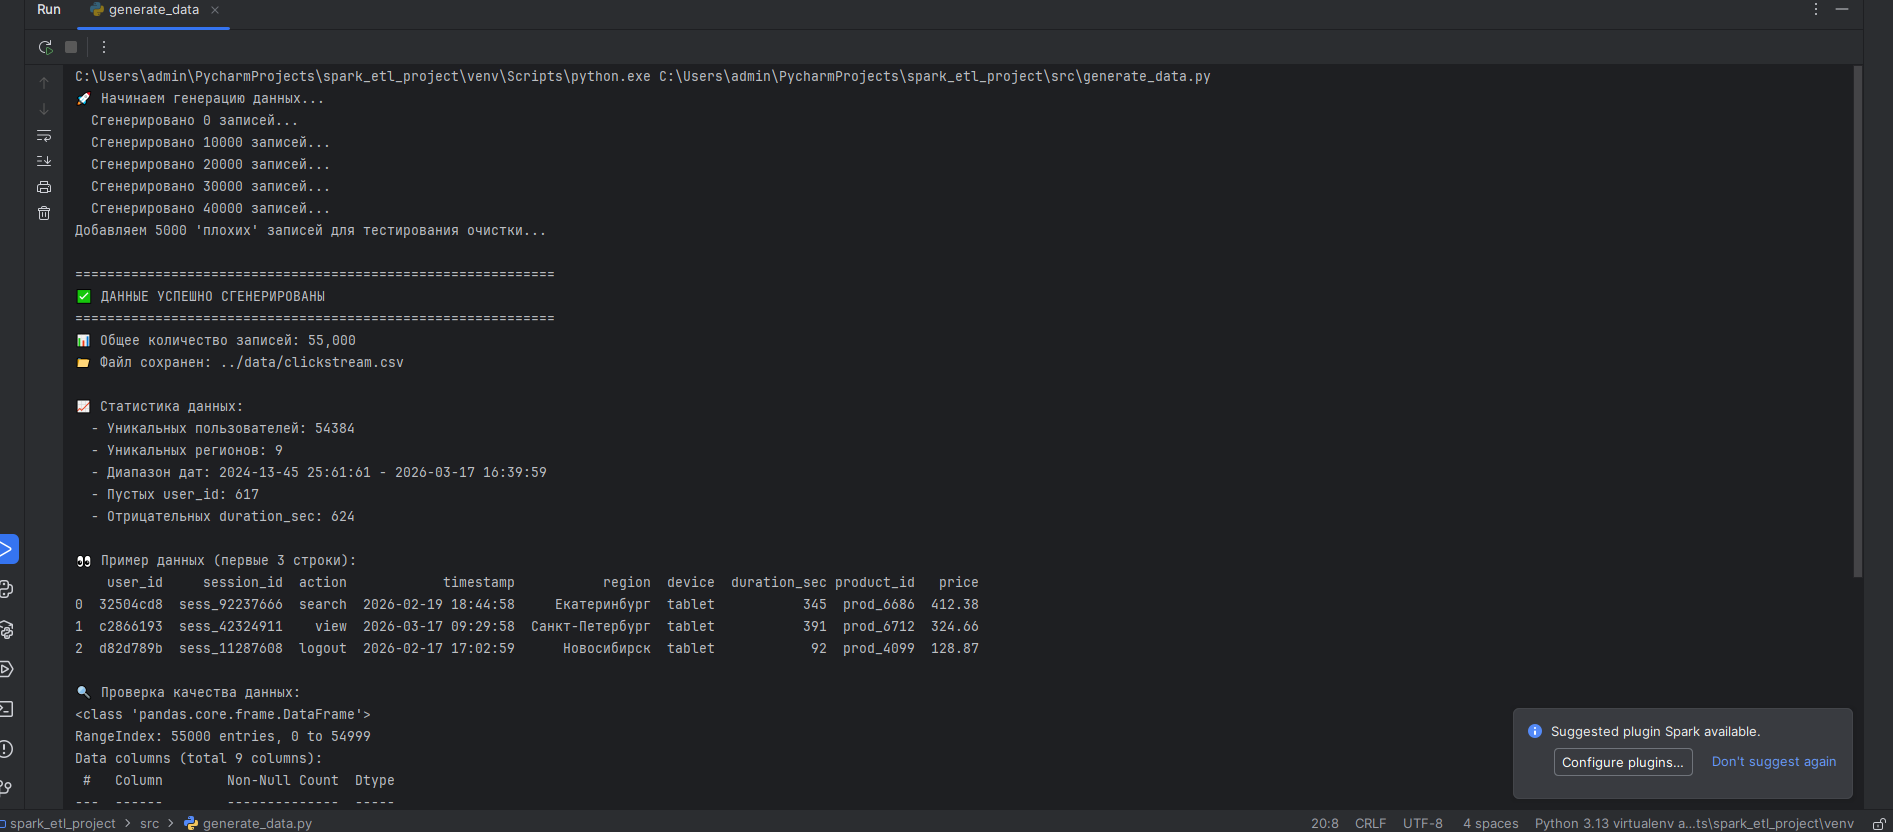 Run generate_data
C:\Users\admin\PycharmProjects\spark_etl_project\venv\Scripts\python.exe C:\Users\admin\PycharmProjects\spark_etl_project\src\generate_data.py
🚀 Начинаем генерацию данных...
Сгенерировано 0 записей...
Сгенерировано 10000 записей...
Сгенерировано 20000 записей...
Сгенерировано 30000 записей...
Сгенерировано 40000 записей...
Добавляем 5000 'плохих' записей для тестирования очистки...
============================================================
✅ ДАННЫЕ УСПЕШНО СГЕНЕРИРОВАНЫ
============================================================
📊 Общее количество записей: 55,000
📁 Файл сохранен: ../data/clickstream.csv
📈 Статистика данных:
- Уникальных пользователей: 54384
- Уникальных регионов: 9
- Диапазон дат: 2024-13-45 25:61:61 - 2026-03-17 16:39:59
- Пустых user_id: 617
- Отрицательных duration_sec: 624
👀 Пример данных (первые 3 строки):
user_id session_id action timestamp region device duration_sec product_id price
0 32504cd8 sess_92237666 search 2026-02-19 18:44:58 Екатеринбург tablet 345 prod_6686 412.38
1 c2866193 sess_42324911 view 2026-03-17 09:29:58 Санкт-Петербург tablet 391 prod_6712 324.66
2 d82d789b sess_11287608 logout 2026-02-17 17:02:59 Новосибирск tablet 92 prod_4099 128.87
🔍 Проверка качества данных:
<class 'pandas.core.frame.DataFrame'>
RangeIndex: 55000 entries, 0 to 54999
Data columns (total 9 columns):
# Column Non-Null Count Dtype
--- ------ -------------- -----
Suggested plugin Spark available.
Configure plugins... Don't suggest again
spark_etl_project > src > generate_data.py
20:8 CRLF UTF-8 4 spaces Python 3.13 virtualenv a...ts\spark_etl_project\venv